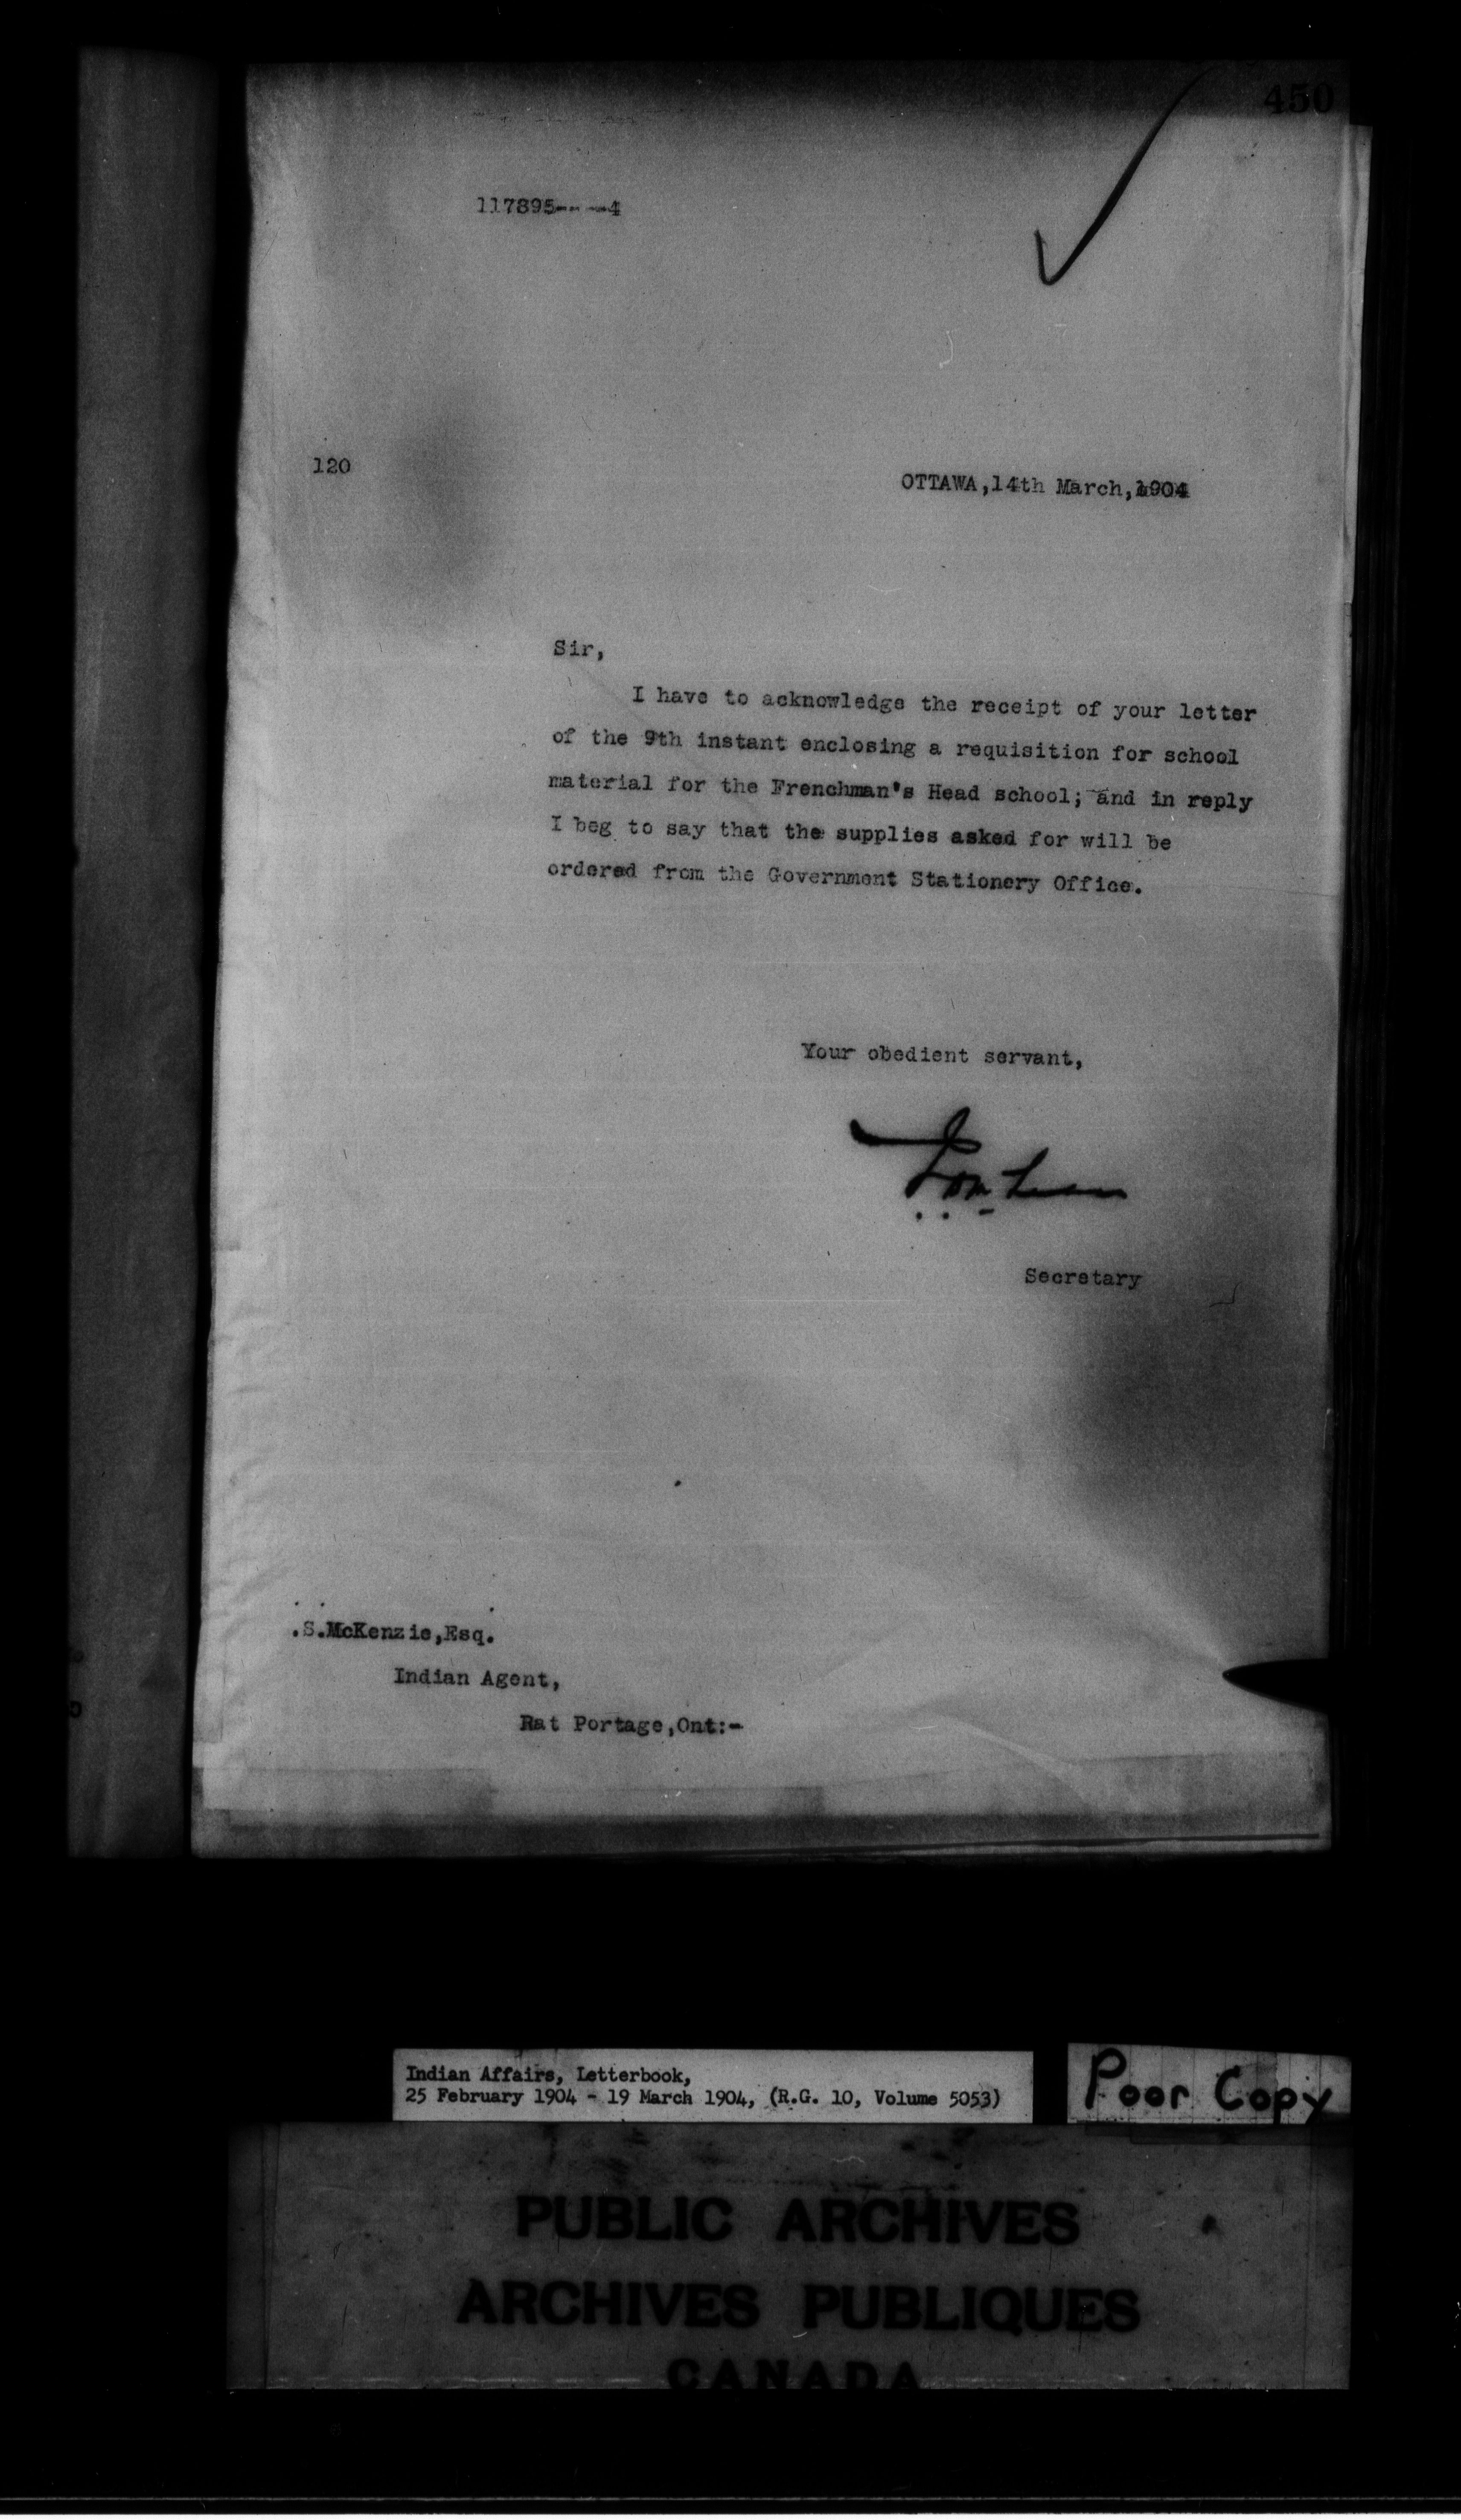 450
117895-- --4
120
OTTAWA,14th March,1904
Sir,
I have to acknowledge the receipt of your letter
of the 9th instant enclosing a requisition for school
material for the Frenchman's Head school; and in reply
I beg to say that the supplies asked for will be
ordered from the Government Stationery Office.
Your obedient servant,
Secretary
.S.McKenzie,Esq.
Indian Agent,
Rat Portage,Ont:-
Indian Affairs, Letterbook,
25 February 1904 - 19 March 1904, (R.G. 10, Volume 5053)
Poor Copy
PUBLIC ARCHIVES
ARCHIVES PUBLIQUES
CANADA